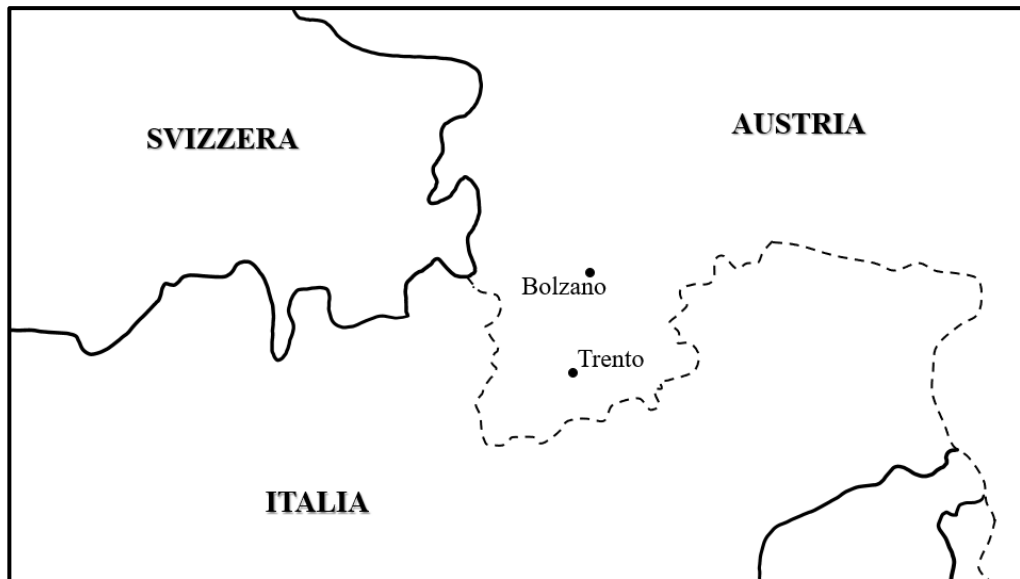 SVIZZERA
AUSTRIA
Bolzano
Trento
ITALIA